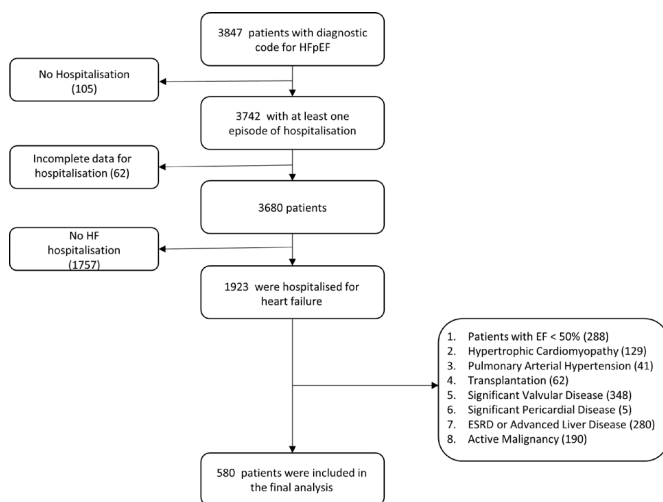 3847 patients with diagnostic
code for HFpEF
No Hospitalisation
(105)
3742 with at least one
episode of hospitalisation
Incomplete data for
hospitalisation (62)
3680 patients
No HF
hospitalisation
(1757)
1923 were hospitalised for
heart failure
1. Patients with EF < 50% (288)
2. Hypertrophic Cardiomyopathy (129)
3. Pulmonary Arterial Hypertension (41)
4. Transplantation (62)
5. Significant Valvular Disease (348)
6. Significant Pericardial Disease (5)
7. ESRD or Advanced Liver Disease (280)
8. Active Malignancy (190)
580 patients were included in
the final analysis